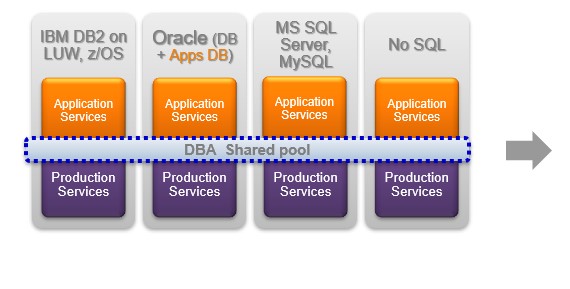 IBM DB2 on
LUW, z/OS
Oracle (DB
+ Apps DB)
MS SQL
Server,
MySQL
No SQL
Application
Services
Application
Services
Application
Services
Application
Services
DBA Shared pool
Production
Services
Production
Services
Production
Services
Production
Services